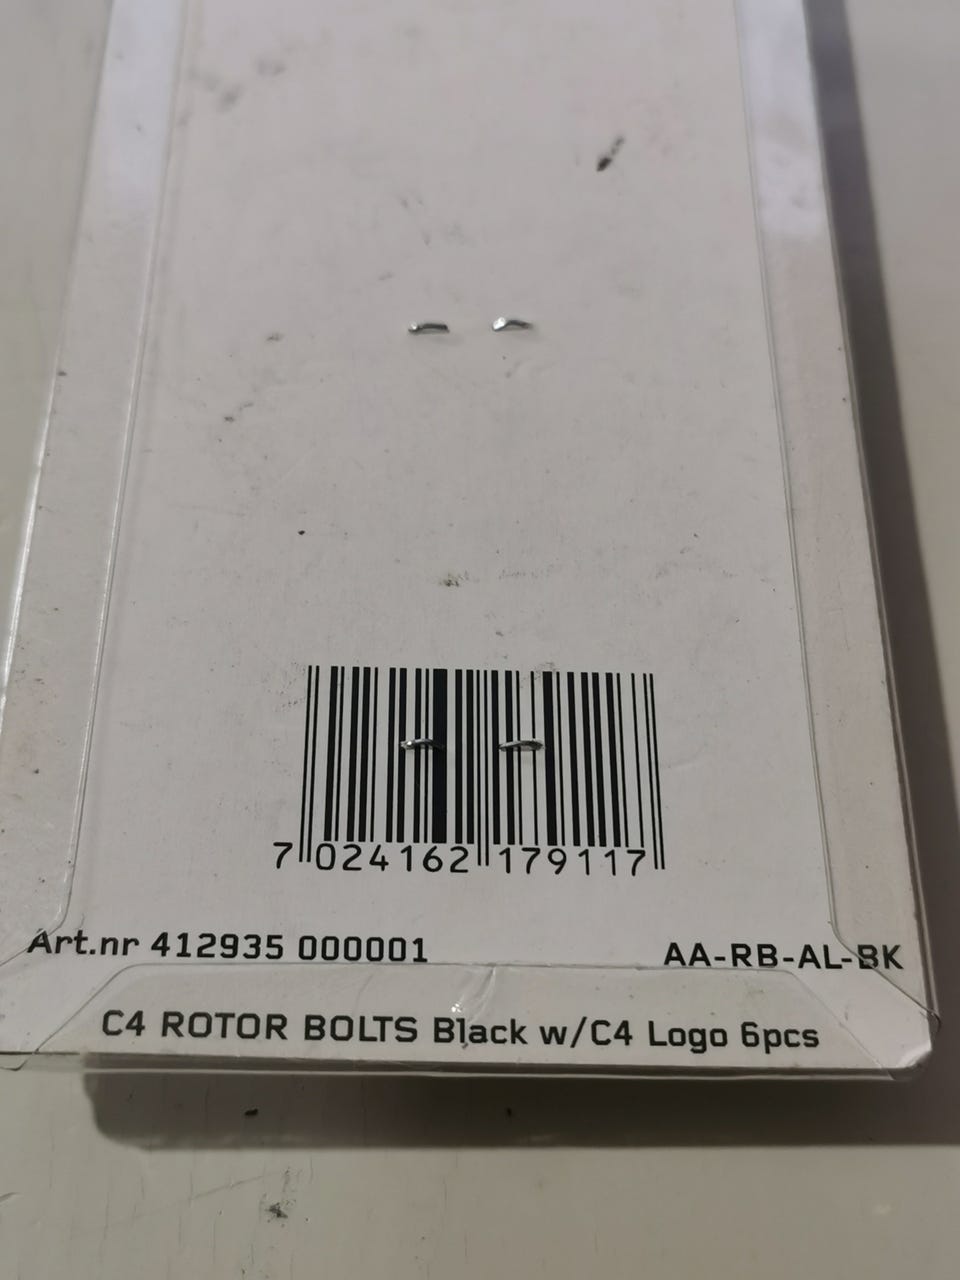 7 024162 179117
Art.nr 412935 000001 AA-RB-AL-BK
C4 ROTOR BOLTS Black w/C4 Logo 6pcs